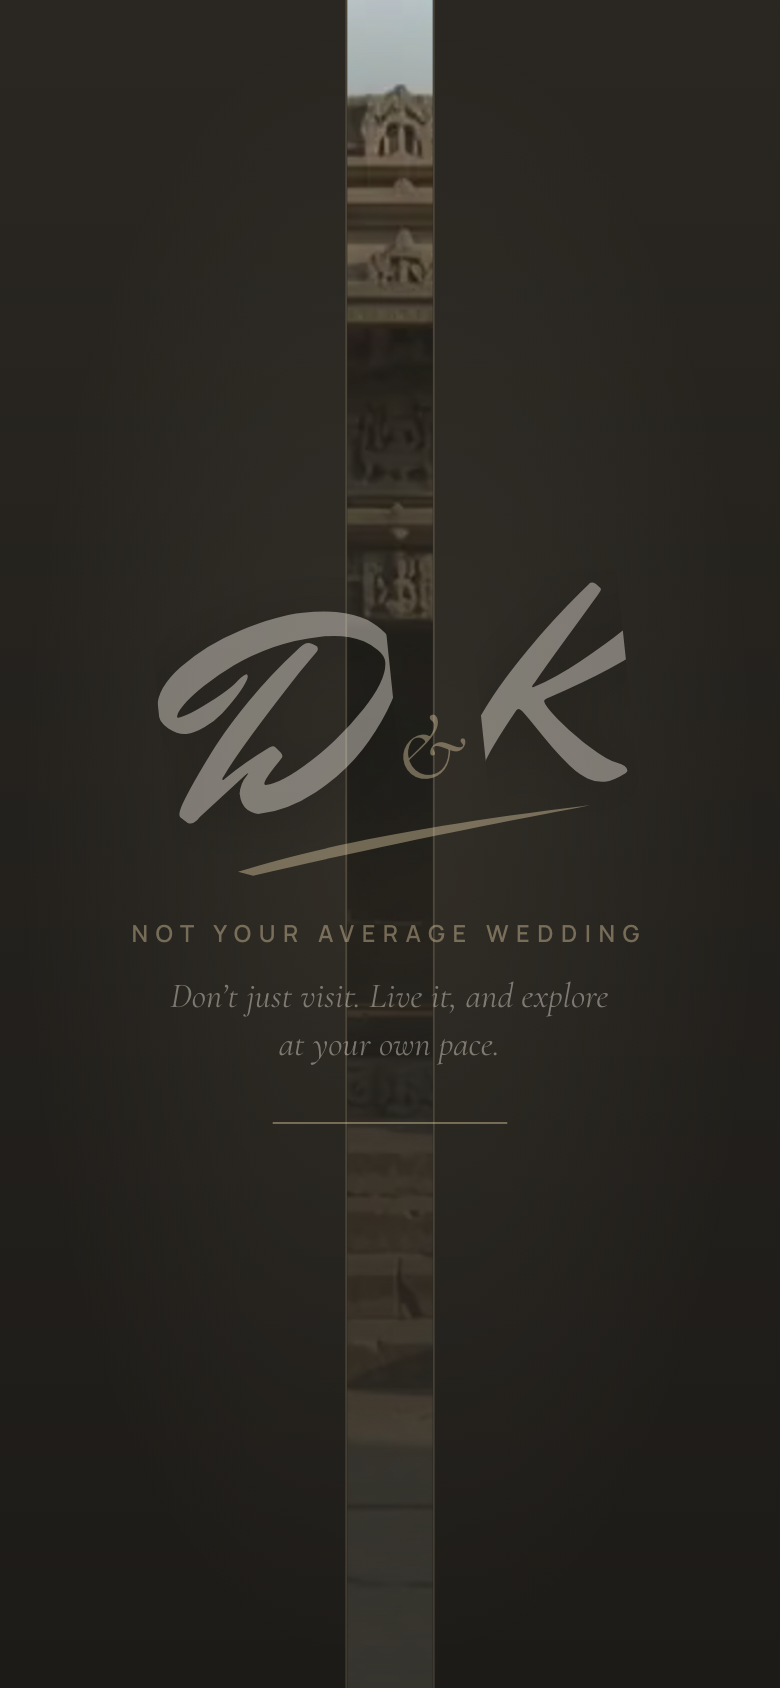 D & K
NOT YOUR AVERAGE WEDDING
Don’t just visit. Live it, and explore
at your own pace.